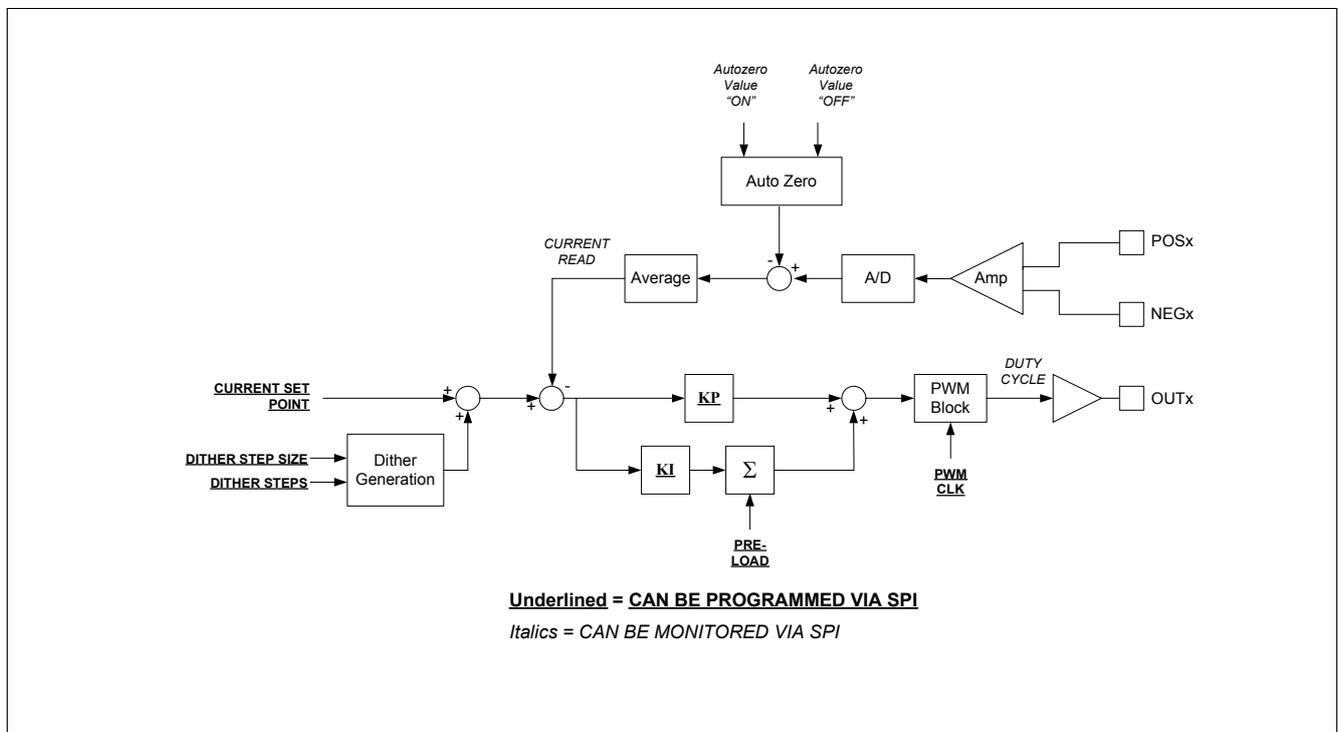 Autozero
Value
“ON”
Autozero
Value
“OFF”
Auto Zero
CURRENT
READ
Average
-
+
A/D
Amp
POSx
NEGx
CURRENT SET
POINT
+
+
+
-
KP
+
+
PWM
Block
DUTY
CYCLE
OUTx
DITHER STEP SIZE
DITHER STEPS
Dither
Generation
KI
Σ
PWM
CLK
PRE-
LOAD
Underlined = CAN BE PROGRAMMED VIA SPI
Italics = CAN BE MONITORED VIA SPI